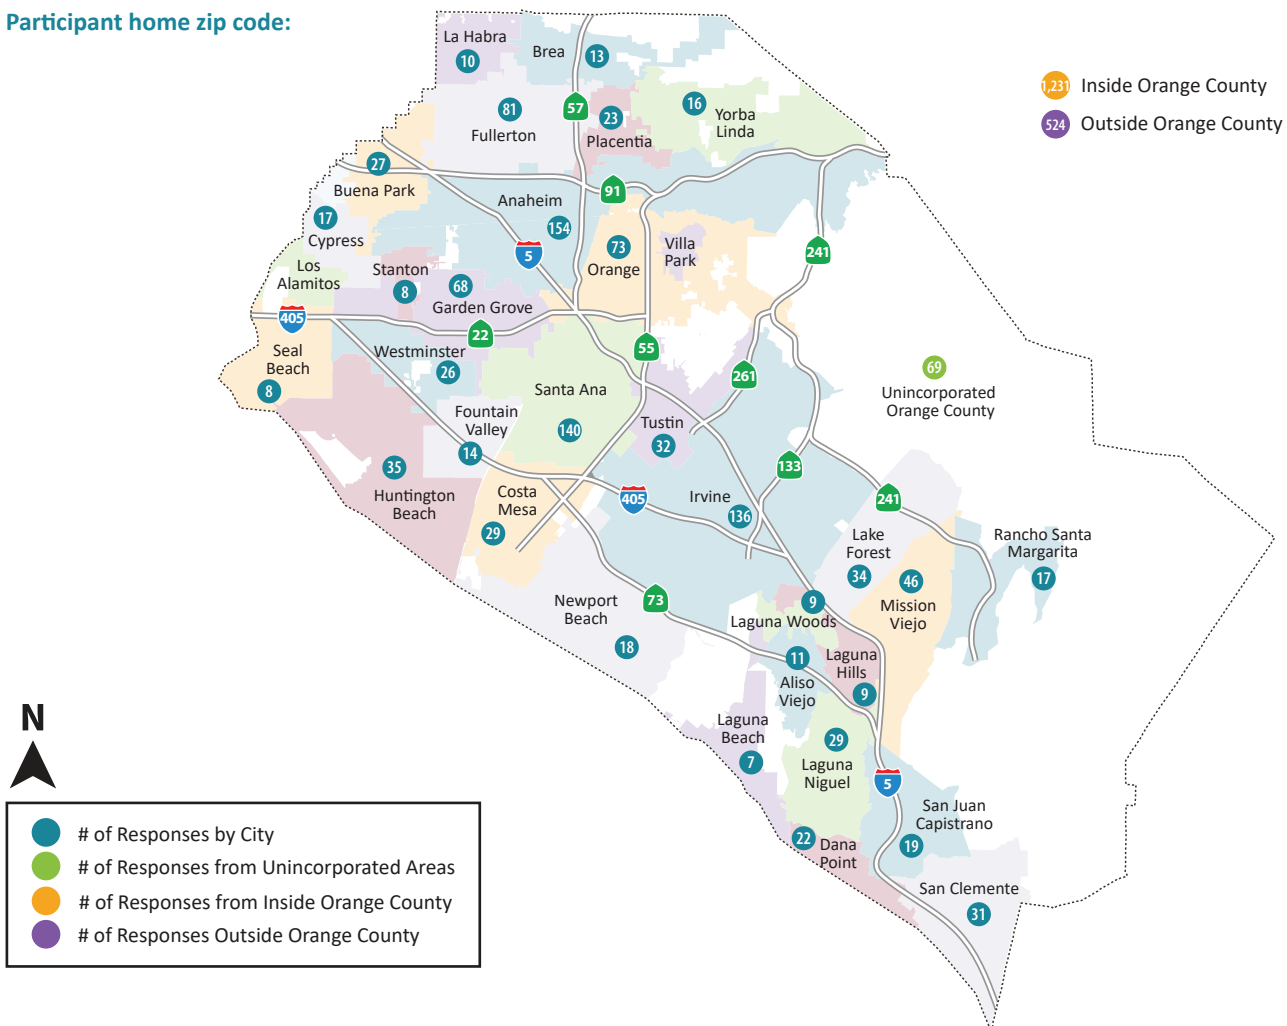 Participant home zip code:
La Habra
10
Brea
13
1,231 Inside Orange County
524 Outside Orange County
81
Fullerton
57
23
Placentia
16
Yorba
Linda
27
Buena Park
91
17
Cypress
Anaheim
154
5
73
Orange
Villa
Park
241
Los
Alamitos
Stanton
8
68
Garden Grove
405
22
55
Seal
Beach
8
Westminster
26
261
69
Unincorporated
Orange County
Santa Ana
140
Fountain
Valley
14
Tustin
32
35
Huntington
Beach
133
Costa
Mesa
29
405
Irvine
136
241
Lake
Forest
34
46
Mission
Viejo
Rancho Santa
Margarita
17
Newport
Beach
18
73
9
Laguna Woods
11
Aliso
Viejo
Laguna
Hills
9
Laguna
Beach
7
29
Laguna
Niguel
5
San Juan
Capistrano
19
22
Dana
Point
San Clemente
31
N
# of Responses by City
# of Responses from Unincorporated Areas
# of Responses from Inside Orange County
# of Responses Outside Orange County